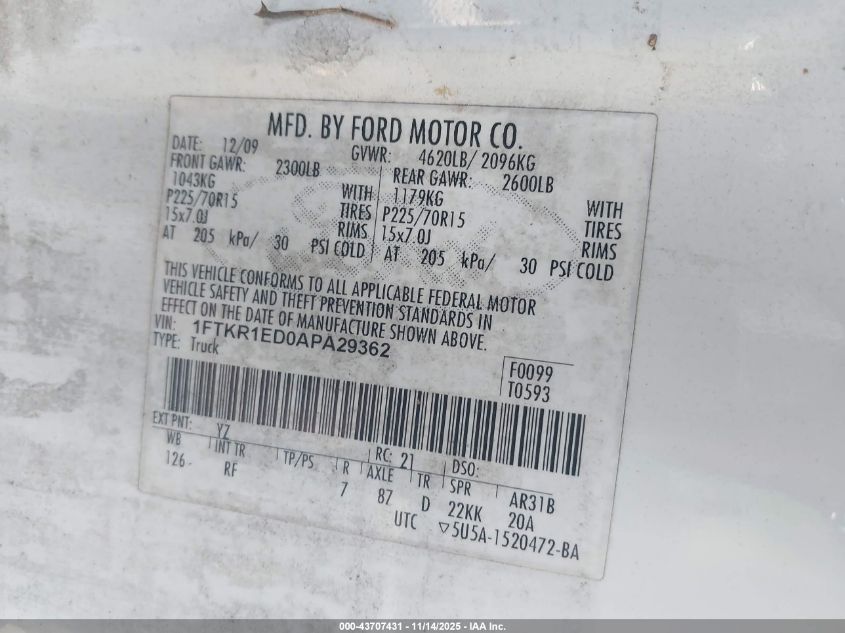 MFD. BY FORD MOTOR CO.
DATE: 12/09 GVWR: 4620LB/ 2096KG
FRONT GAWR: 2300LB REAR GAWR: 2600LB
1043KG WITH 1179KG WITH
P225/70R15 TIRES P225/70R15 TIRES
15x7.0J RIMS 15x7.0J RIMS
AT 205 kPa/ 30 PSI COLD AT 205 kPa/ 30 PSI COLD
THIS VEHICLE CONFORMS TO ALL APPLICABLE FEDERAL MOTOR
VEHICLE SAFETY AND THEFT PREVENTION STANDARDS IN
EFFECT ON THE DATE OF MANUFACTURE SHOWN ABOVE.
VIN: 1FTKR1ED0APA29362
TYPE: Truck
F0099
T0593
EXT PNT: YZ RC: 21 DSO:
WB INT TR TP/PS R AXLE TR SPR AR31B
126 RF 7 87 D 22KK 20A
UTC ▽5U5A-1520472-BA
000-43707431 - 11/14/2025 - IAA Inc.